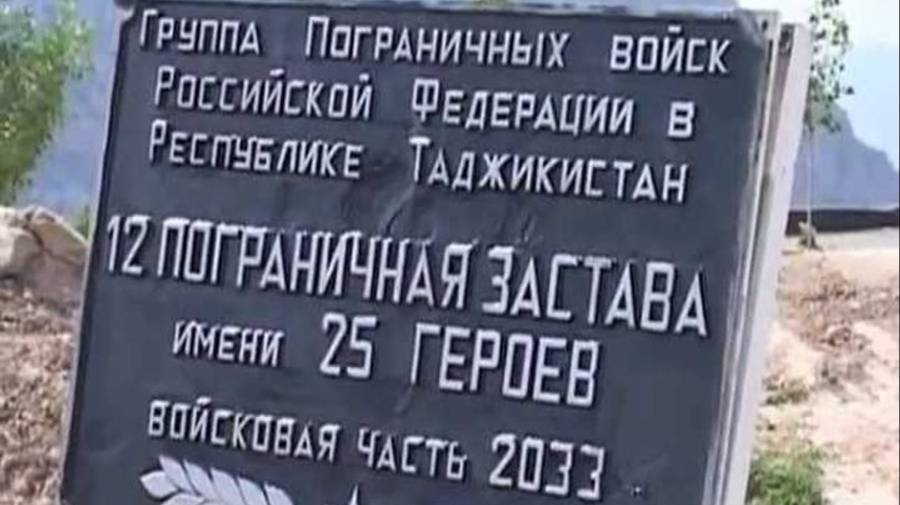 Группа Пограничных войск
Российской Федерации в
Республике Таджикистан
12 ПОГРАНИЧНАЯ ЗАСТАВА
имени 25 ГЕРОЕВ
войсковая часть 2033